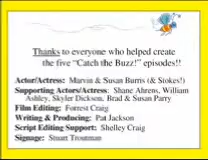 Thanks to everyone who helped create
the five "Catch the Buzz!" episodes!!
Actor/Actress: Marvin & Susan Burris (& Stokes!)
Supporting Actors/Actress: Shane Ahrens, William
Ashley, Skyler Dickson, Brad & Susan Parry
Film Editing: Forrest Craig
Writing & Producing: Pat Jackson
Script Editing Support: Shelley Craig
Signage: Stuart Troutman